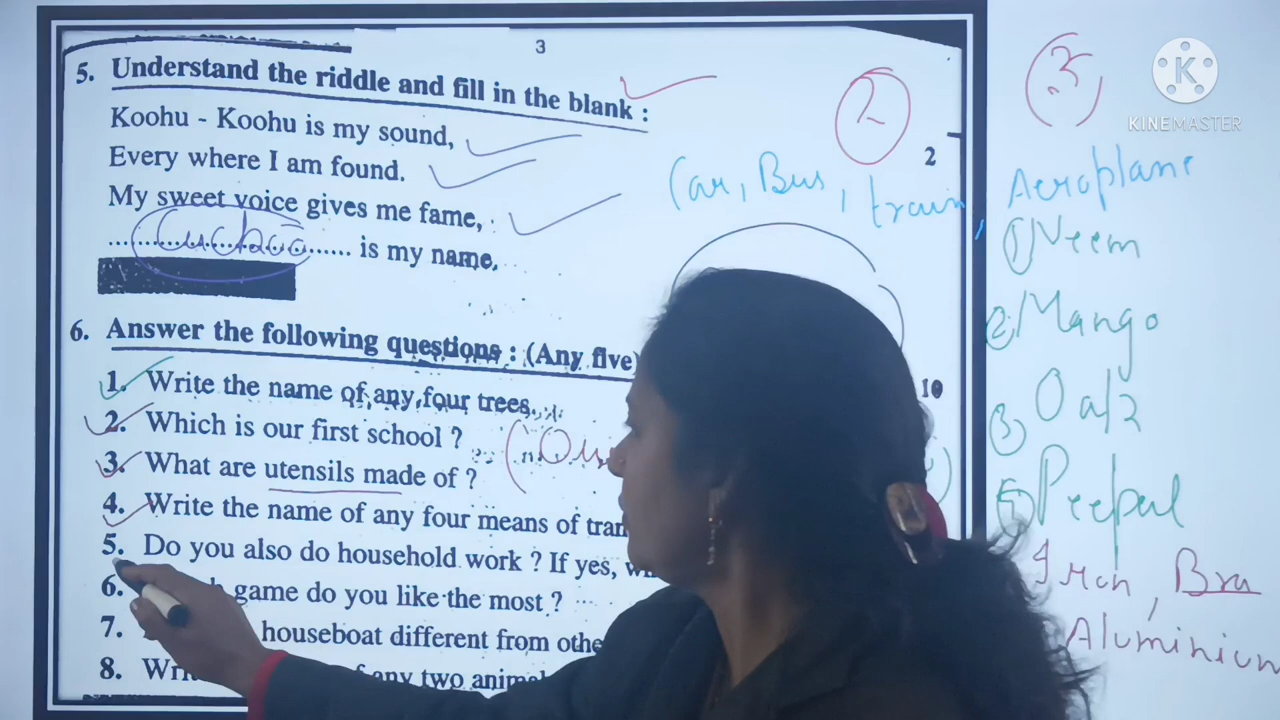 3
5. Understand the riddle and fill in the blank :
2
Koohu - Koohu is my sound,
Every where I am found.
My sweet voice gives me fame,
Cuckoo is my name.
6. Answer the following questions : (Any five)
10
1. Write the name of any four trees.
2. Which is our first school ?
3. What are utensils made of ?
4. Write the name of any four means of
5. Do you also do household work ? If yes,
6. game do you like the most ?
7. houseboat different from
8. any two
2
Car, Bus, train, Aeroplane
① Neem
② Mango
③
④ Peepal
Iron, Bra
Aluminium
KINEMASTER